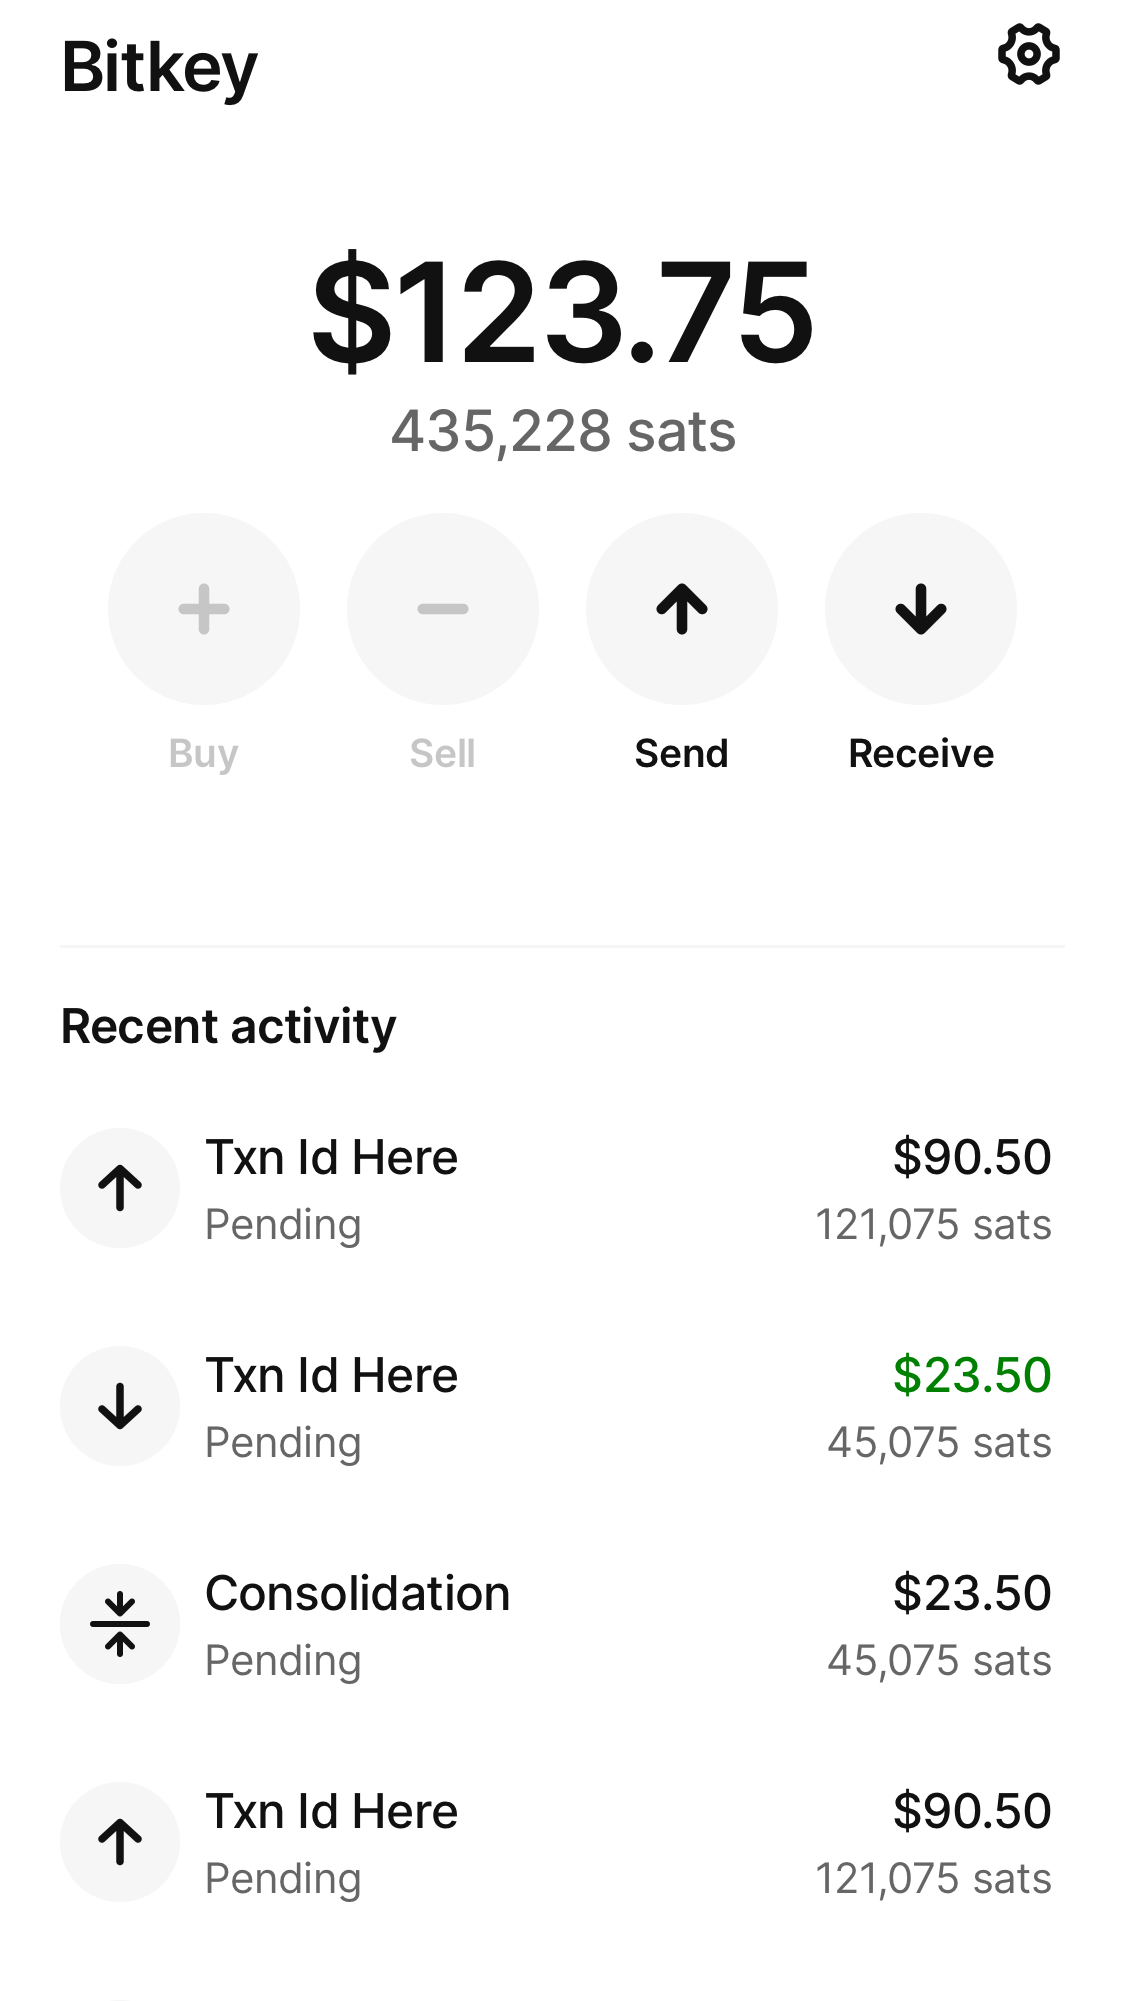 Bitkey
$123.75
435,228 sats
Buy Sell Send Receive
Recent activity
Txn Id Here $90.50
Pending 121,075 sats
Txn Id Here $23.50
Pending 45,075 sats
Consolidation $23.50
Pending 45,075 sats
Txn Id Here $90.50
Pending 121,075 sats